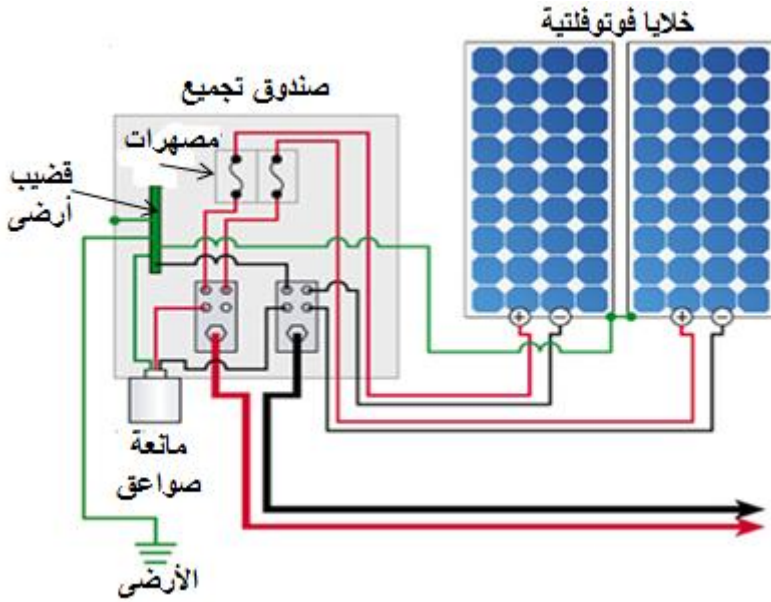 خلايا فوتوفلتية
صندوق تجميع
مصهرات
قضيب
أرضى
+ − + −
مانعة
صواعق
الأرضى